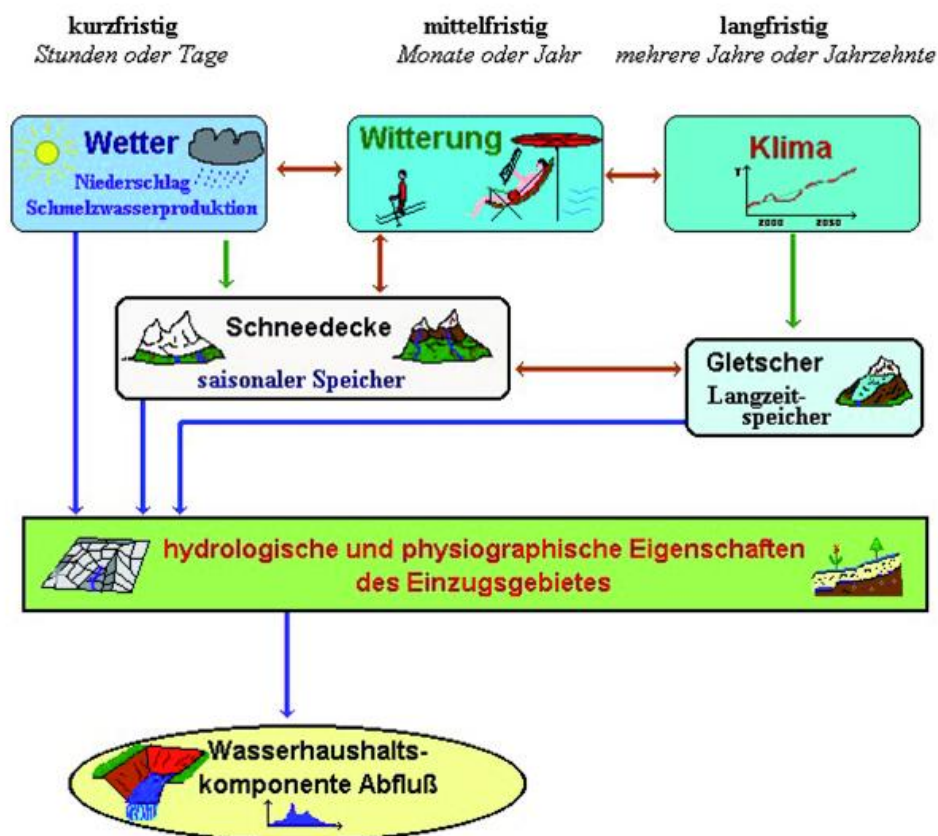 kurzfristig
Stunden oder Tage
mittelfristig
Monate oder Jahr
langfristig
mehrere Jahre oder Jahrzehnte
Wetter
Niederschlag
Schmelzwasserproduktion
Witterung
Klima
T
2000 2050
Schneedecke
saisonaler Speicher
Gletscher
Langzeit-
speicher
hydrologische und physiographische Eigenschaften
des Einzugsgebietes
Wasserhaushalts-
komponente Abfluß